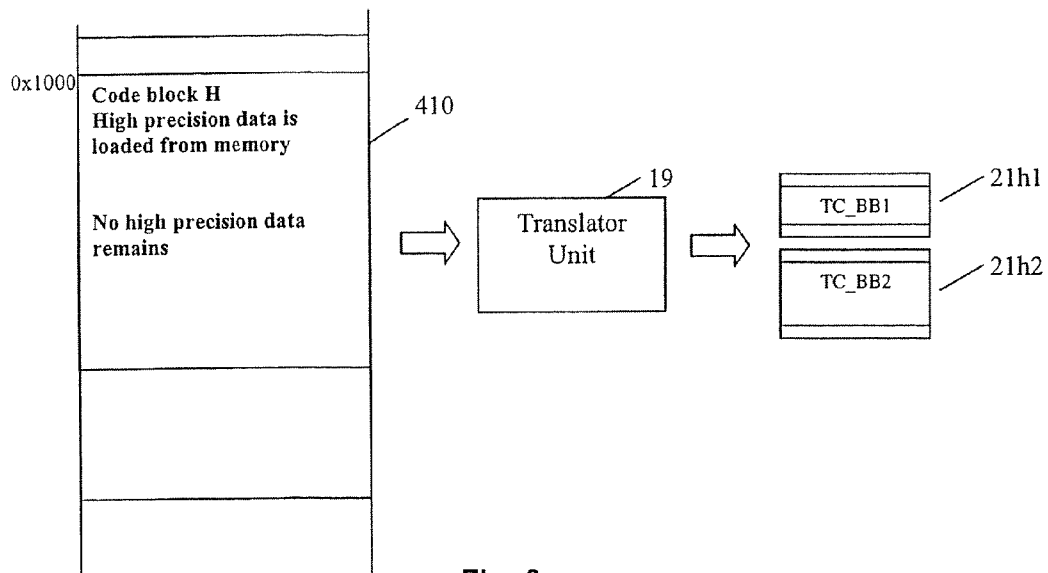 0x1000
Code block H
High precision data is
loaded from memory
No high precision data
remains
410
19
Translator
Unit
TC_BB1
21h1
TC_BB2
21h2